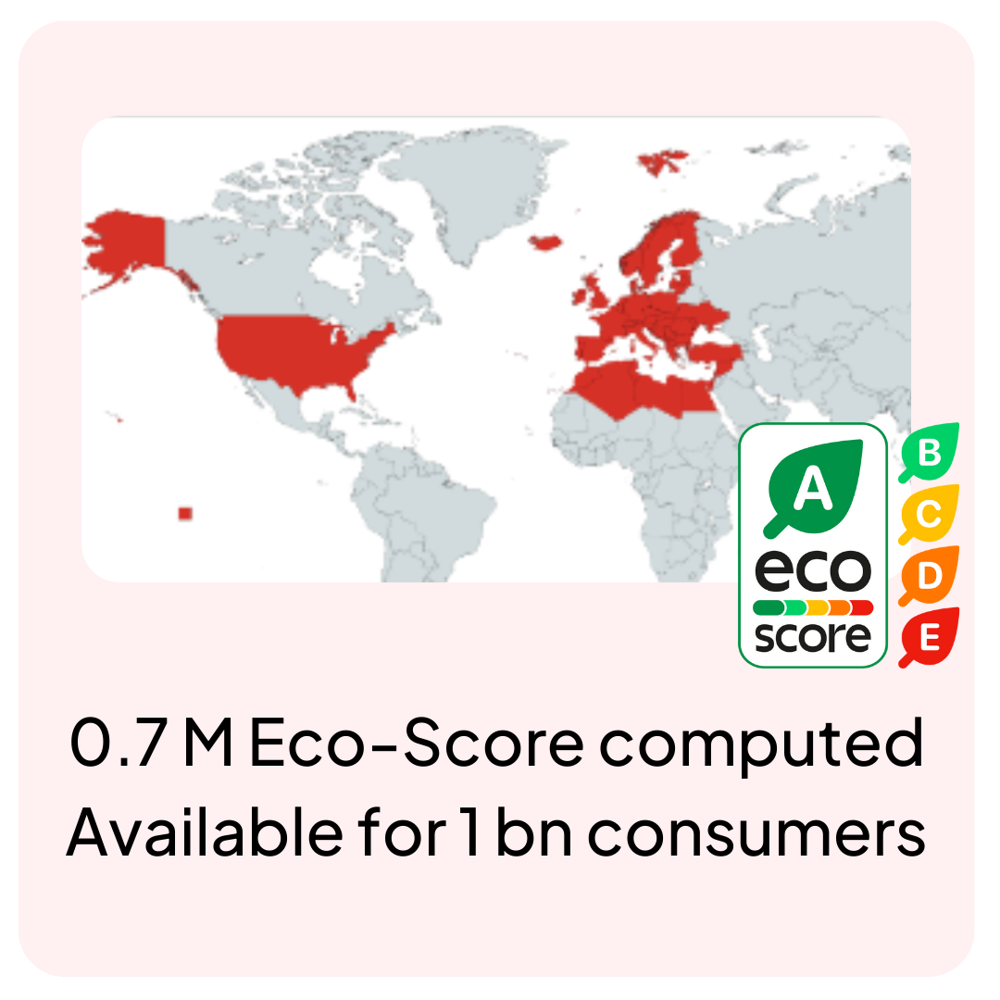 A
eco
score
B
C
D
E
0.7 M Eco-Score computed
Available for 1 bn consumers